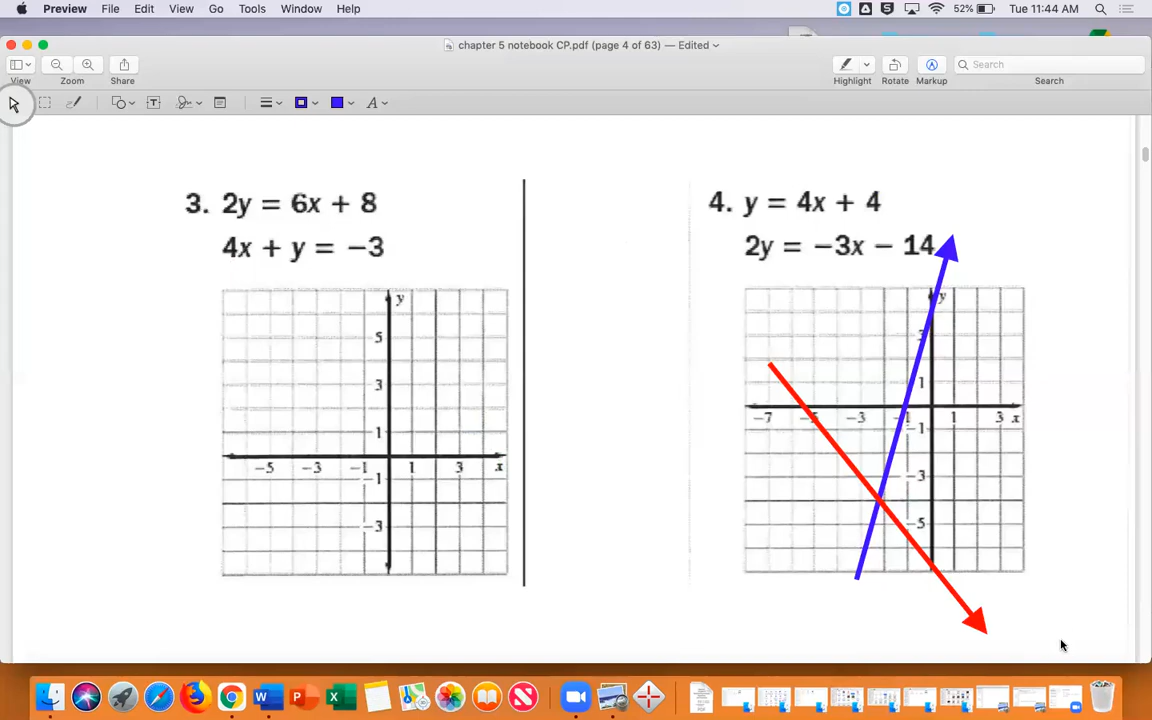 Preview File Edit View Go Tools Window Help 52% Tue 11:44 AM
chapter 5 notebook CP.pdf (page 4 of 63) — Edited
Search
View Zoom Share Highlight Rotate Markup Search
3. 2y = 6x + 8
4x + y = −3
y
5
3
1
−5 −3 −1 1 3 x
−1
−3
4. y = 4x + 4
2y = −3x − 14
y
3
1
−7 −5 −3 −1 1 3 x
−1
−3
−5